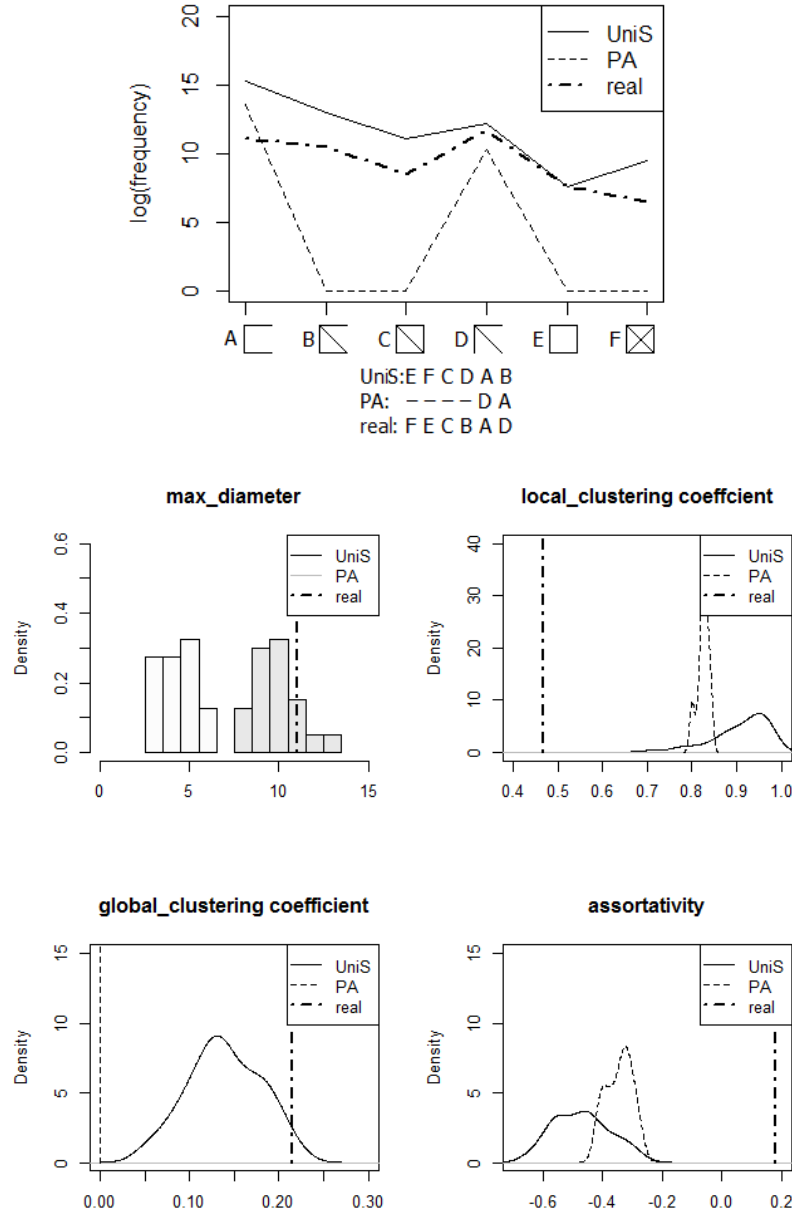 20
15
10
5
0
log(frequency)
UniS
PA
real
A B C D E F
UniS:E F C D A B
PA: – – – – D A
real: F E C B A D
max_diameter
0.6
0.4
0.2
0.0
Density
UniS
PA
real
0 5 10 15
local_clustering coeffcient
40
30
20
10
0
Density
UniS
PA
real
0.4 0.5 0.6 0.7 0.8 0.9 1.0
global_clustering coefficient
15
10
5
0
Density
UniS
PA
real
0.00 0.10 0.20 0.30
assortativity
15
10
5
0
Density
UniS
PA
real
-0.6 -0.4 -0.2 0.0 0.2